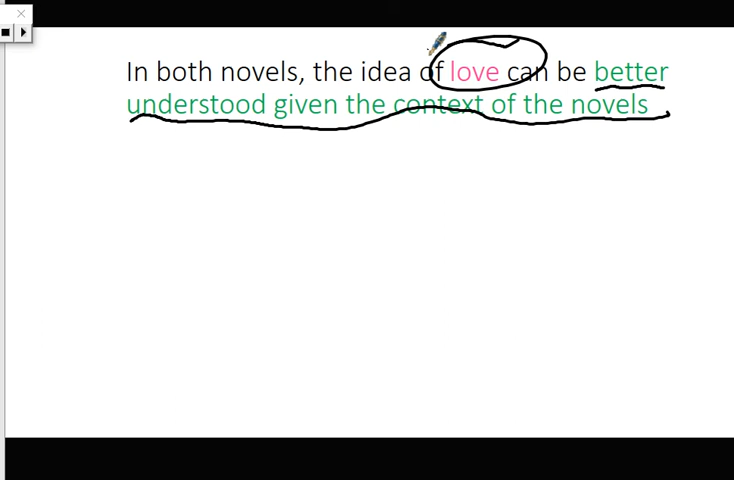 In both novels, the idea of love can be better
understood given the context of the novels